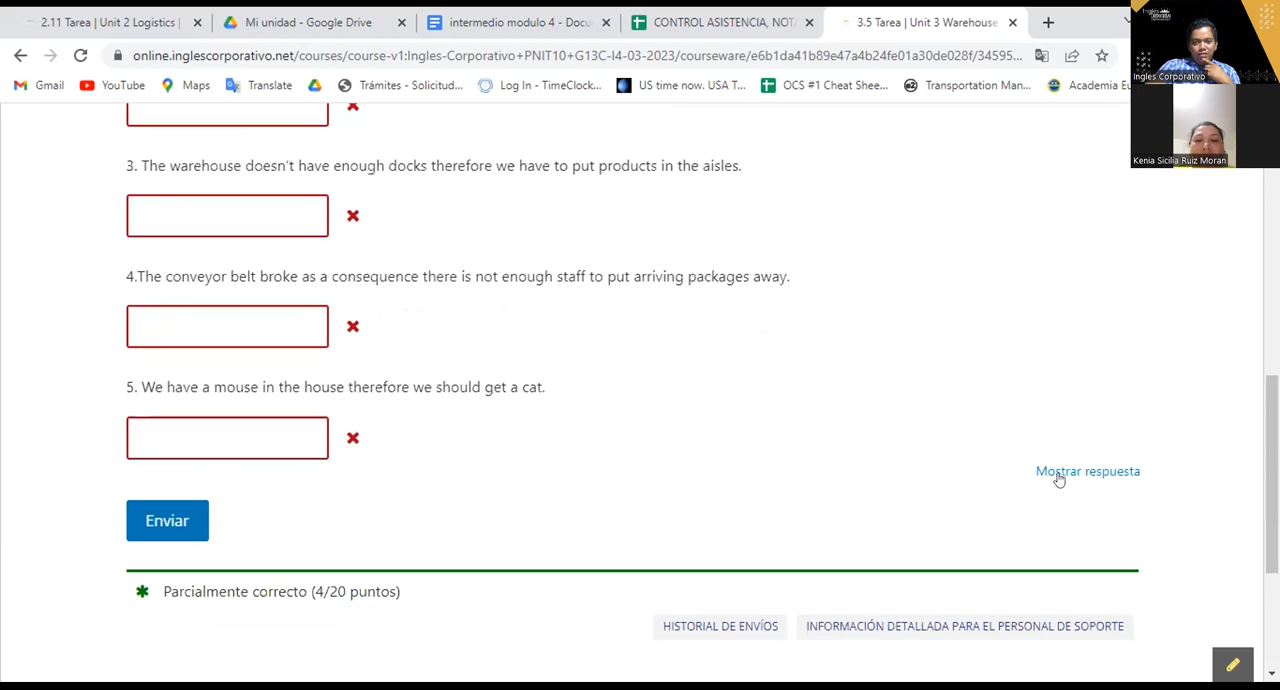 2.11 Tarea | Unit 2 Logistics |
Mi unidad - Google Drive
intermedio modulo 4 - Docu
CONTROL ASISTENCIA, NOT
3.5 Tarea | Unit 3 Warehouse
online.inglescorporativo.net/courses/course-v1:Ingles-Corporativo+PNIT10+G13C-I4-03-2023/courseware/e6b1da41b89e47a4b24fe01a30de028f/34595...
Gmail
YouTube
Maps
Translate
Trámites - Solicitud...
Log In - TimeClock...
US time now. USA T...
OCS #1 Cheat Shee...
Transportation Man...
Academia Eu
Ingles Corporativo
Kenia Sicilia Ruiz Moran
3. The warehouse doesn't have enough docks therefore we have to put products in the aisles.
4.The conveyor belt broke as a consequence there is not enough staff to put arriving packages away.
5. We have a mouse in the house therefore we should get a cat.
Mostrar respuesta
Enviar
Parcialmente correcto (4/20 puntos)
HISTORIAL DE ENVÍOS
INFORMACIÓN DETALLADA PARA EL PERSONAL DE SOPORTE